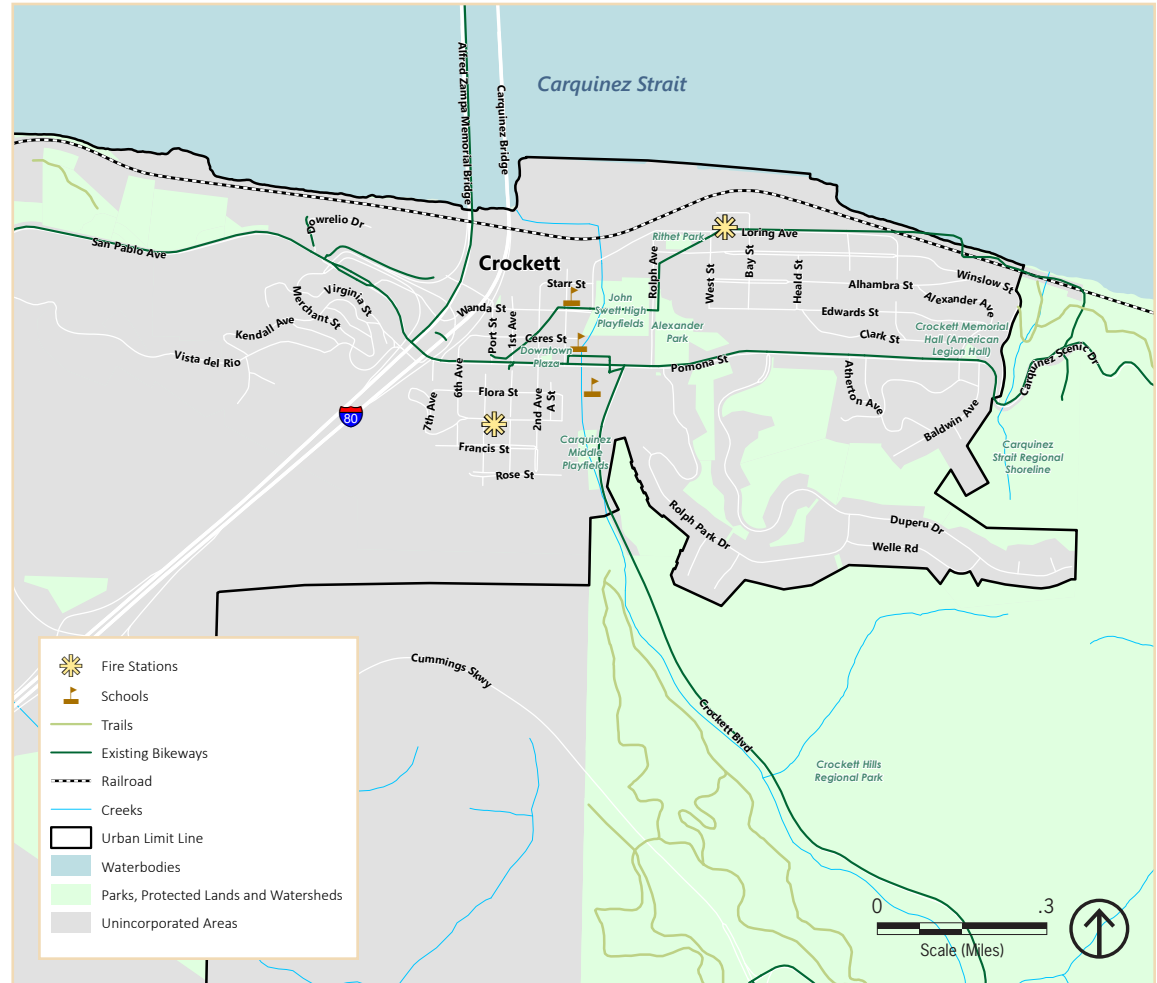 Carquinez Strait
Alfred Zampa Memorial Bridge
Carquinez Bridge
San Pablo Ave
Dowrelio Dr
Crockett
Rithet Park
Loring Ave
Rolph Ave
West St
Bay St
Heald St
Winslow St
Alhambra St
Alexander Ave
Edwards St
Clark St
Crockett Memorial
Hall (American
Legion Hall)
Starr St
Wanda St
Port St
1st Ave
Ceres St
Downtown
Plaza
John
Swett High
Playfields
Alexander
Park
Virginia St
Merchant St
Kendall Ave
Vista del Rio
Pomona St
Carquinez Scenic Dr
Atherton Ave
Baldwin Ave
6th Ave
7th Ave
Flora St
2nd Ave
A St
80
Francis St
Rose St
Carquinez
Middle
Playfields
Carquinez
Strait Regional
Shoreline
Rolph Park Dr
Duperu Dr
Welle Rd
Cummings Skwy
Crockett Blvd
Crockett Hills
Regional Park
Fire Stations
Schools
Trails
Existing Bikeways
Railroad
Creeks
Urban Limit Line
Waterbodies
Parks, Protected Lands and Watersheds
Unincorporated Areas
0 .3
Scale (Miles)